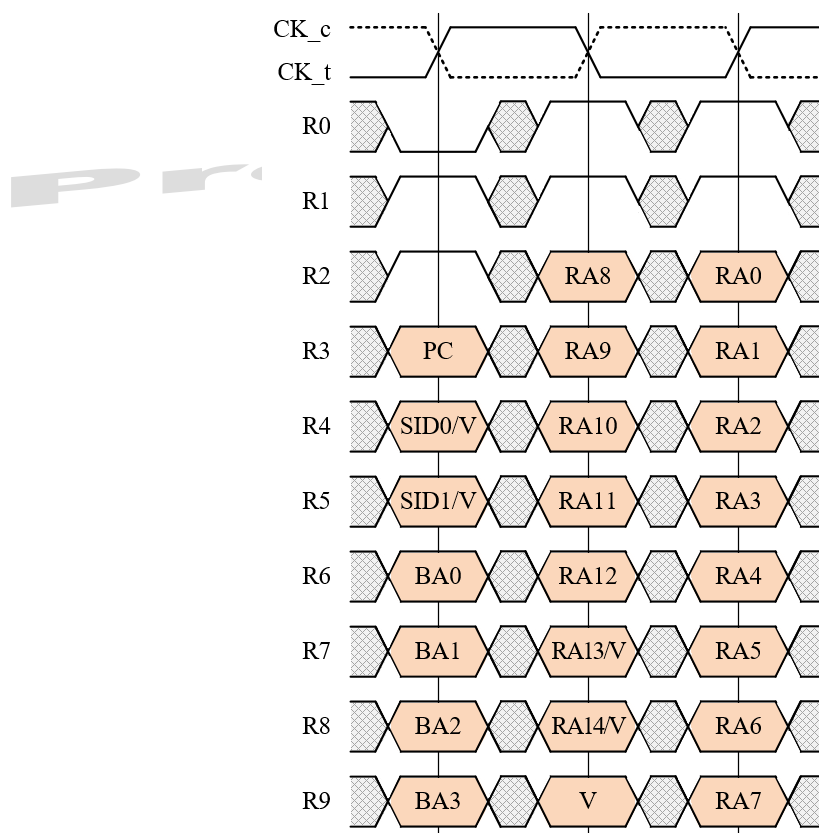 CK_c
CK_t
R0
R1
R2 RA8 RA0
R3 PC RA9 RA1
R4 SID0/V RA10 RA2
R5 SID1/V RA11 RA3
R6 BA0 RA12 RA4
R7 BA1 RA13/V RA5
R8 BA2 RA14/V RA6
R9 BA3 V RA7